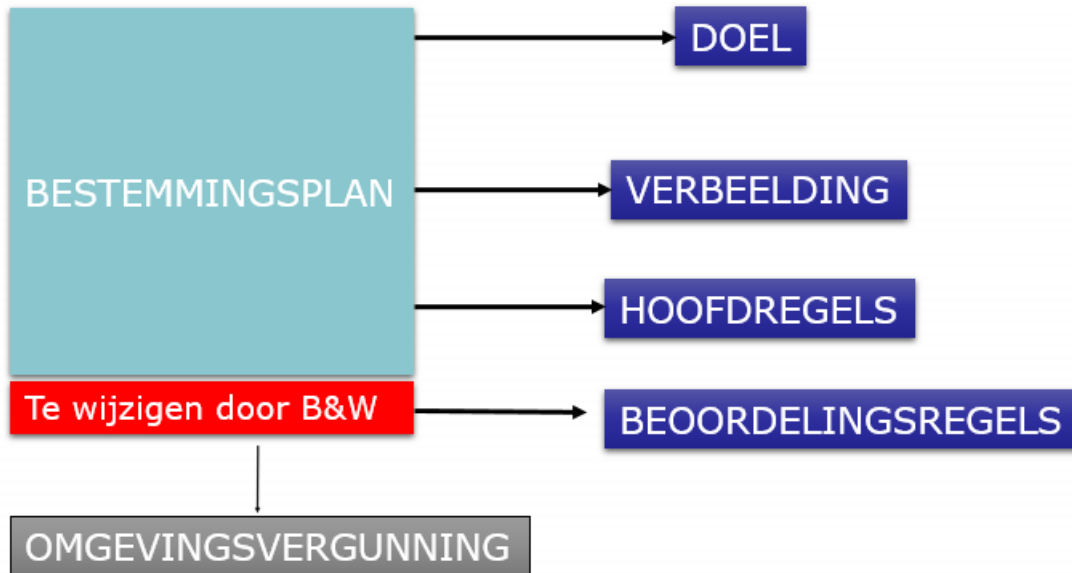 DOEL
BESTEMMINGSPLAN
VERBEELDING
HOOFDREGELS
Te wijzigen door B&W
BEOORDELINGSREGELS
OMGEVINGSVERGUNNING